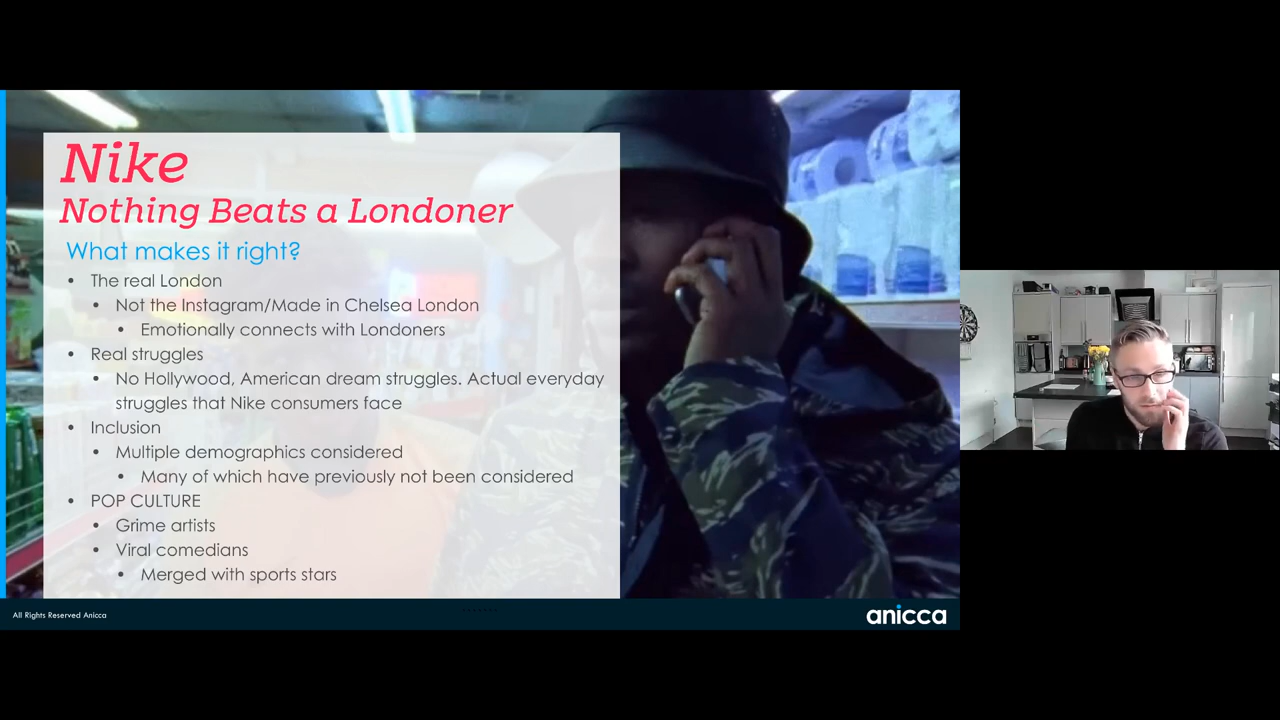 Nike
Nothing Beats a Londoner
What makes it right?
• The real London
• Not the Instagram/Made in Chelsea London
• Emotionally connects with Londoners
• Real struggles
• No Hollywood, American dream struggles. Actual everyday
struggles that Nike consumers face
• Inclusion
• Multiple demographics considered
• Many of which have previously not been considered
• POP CULTURE
• Grime artists
• Viral comedians
• Merged with sports stars
All Rights Reserved Anicca
anicca